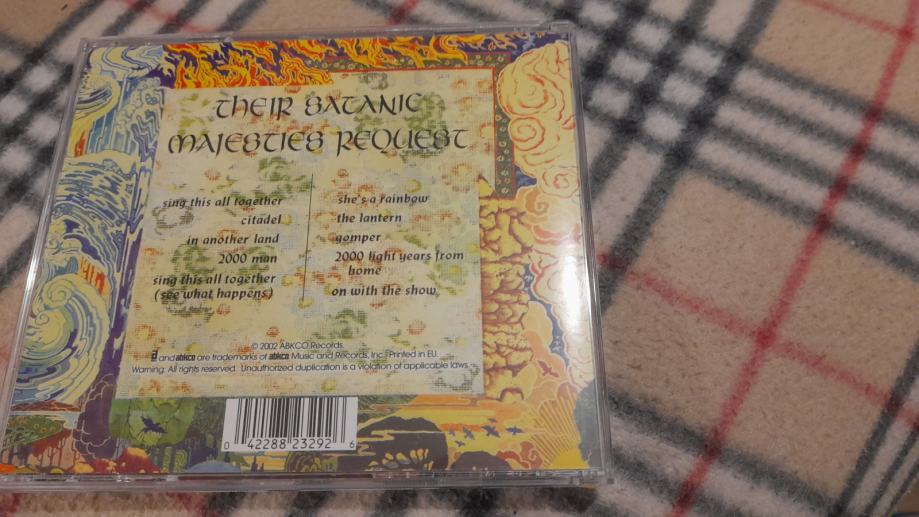 THEIR SATANIC
MAJESTIES REQUEST
sing this all together
citadel
in another land
2000 man
sing this all together
(see what happens)
she's a rainbow
the lantern
gomper
2000 light years from
home
on with the show
© 2002 ABKCO Records.
and abkco are trademarks of abkco Music and Records, Inc. Printed in EU.
Warning: All rights reserved. Unauthorized duplication is a violation of applicable laws.
0 42288 23292 6